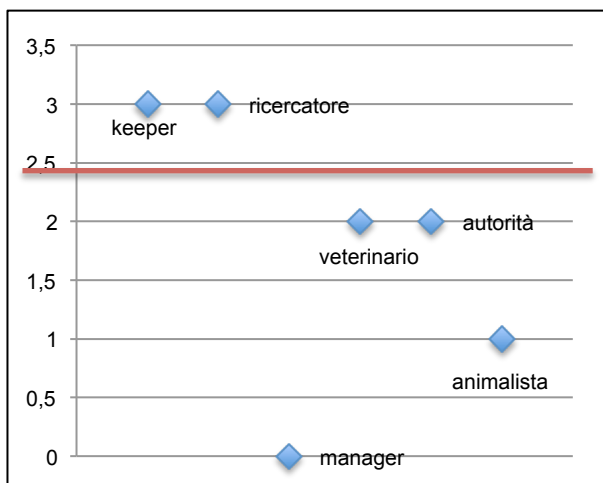 3,5
3
ricercatore
keeper
2,5
2
autorità
veterinario
1,5
1
animalista
0,5
0
manager